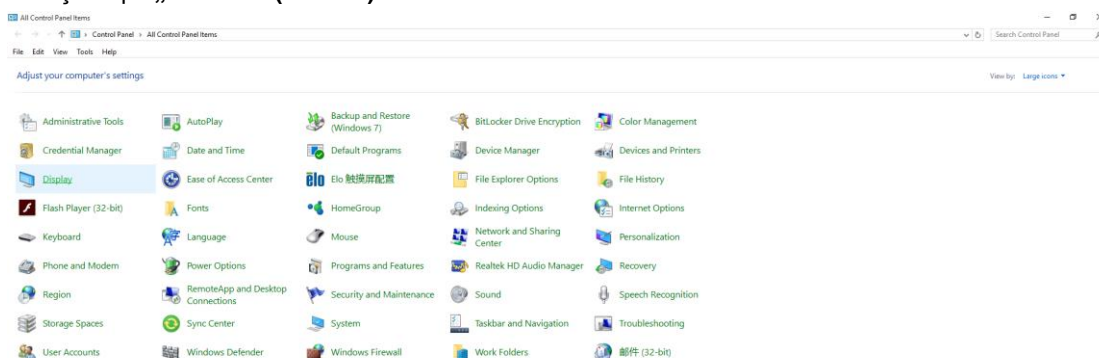 All Control Panel Items
Control Panel > All Control Panel Items
Search Control Panel
File Edit View Tools Help
Adjust your computer's settings
View by: Large icons
Administrative Tools
AutoPlay
Backup and Restore
(Windows 7)
BitLocker Drive Encryption
Color Management
Credential Manager
Date and Time
Default Programs
Device Manager
Devices and Printers
Display
Ease of Access Center
elo Elo 触摸屏配置
File Explorer Options
File History
Flash Player (32-bit)
Fonts
HomeGroup
Indexing Options
Internet Options
Keyboard
Language
Mouse
Network and Sharing
Center
Personalization
Phone and Modem
Power Options
Programs and Features
Realtek HD Audio Manager
Recovery
Region
RemoteApp and Desktop
Connections
Security and Maintenance
Sound
Speech Recognition
Storage Spaces
Sync Center
System
Taskbar and Navigation
Troubleshooting
User Accounts
Windows Defender
Windows Firewall
Work Folders
邮件 (32-bit)